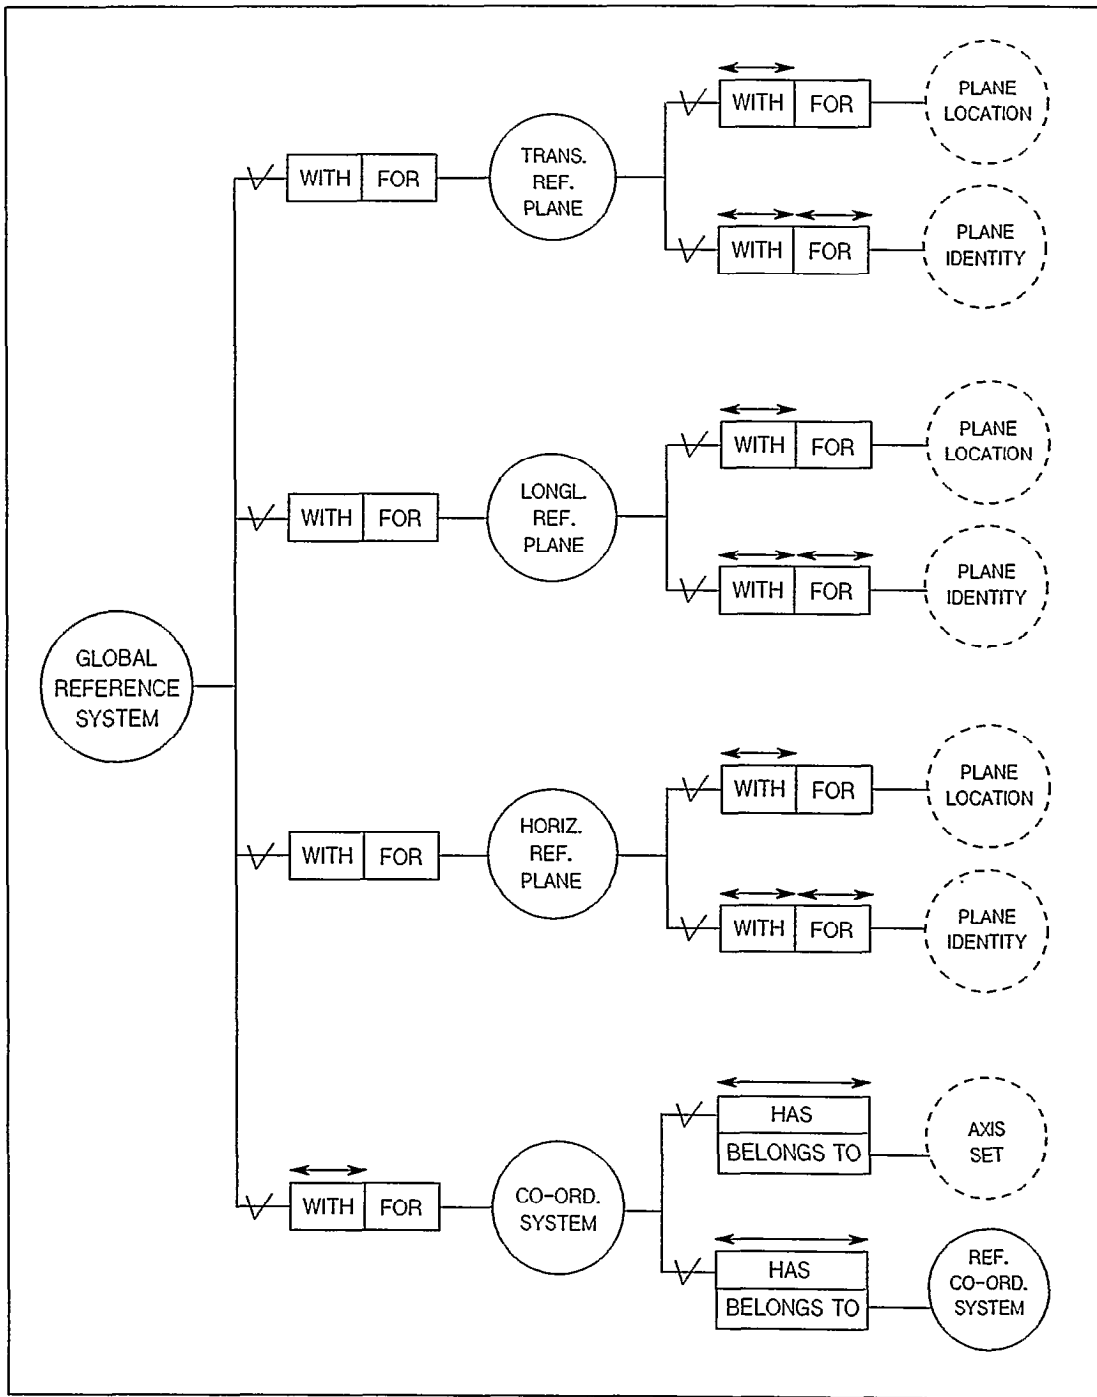 WITH FOR
PLANE
LOCATION
WITH FOR
TRANS.
REF.
PLANE
WITH FOR
PLANE
IDENTITY
WITH FOR
PLANE
LOCATION
WITH FOR
LONGL.
REF.
PLANE
WITH FOR
PLANE
IDENTITY
GLOBAL
REFERENCE
SYSTEM
WITH FOR
PLANE
LOCATION
WITH FOR
HORIZ.
REF.
PLANE
WITH FOR
PLANE
IDENTITY
HAS
BELONGS TO
AXIS
SET
WITH FOR
CO-ORD.
SYSTEM
HAS
BELONGS TO
REF.
CO-ORD.
SYSTEM